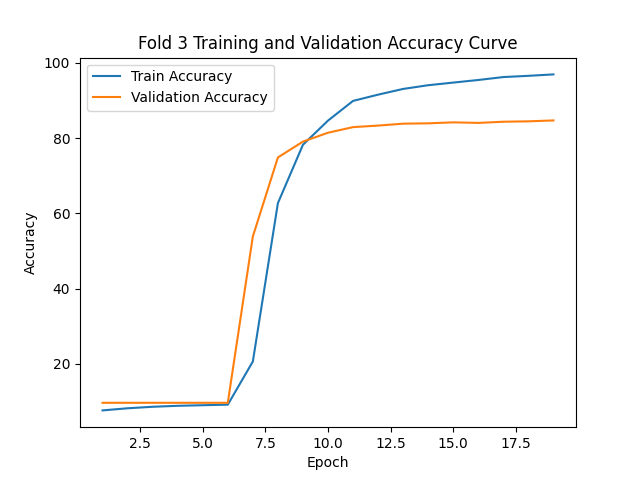 Fold 3 Training and Validation Accuracy Curve
Train Accuracy
Validation Accuracy
100
80
60
40
20
Accuracy
2.5 5.0 7.5 10.0 12.5 15.0 17.5
Epoch